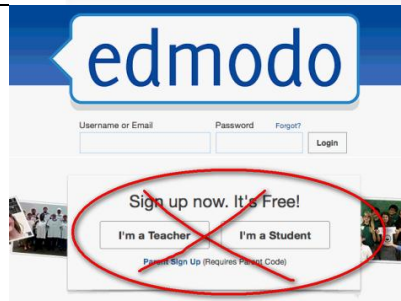 edmodo
Username or Email Password Forgot?
Login
Sign up now. It's Free!
I'm a Teacher I'm a Student
Parent Sign Up (Requires Parent Code)